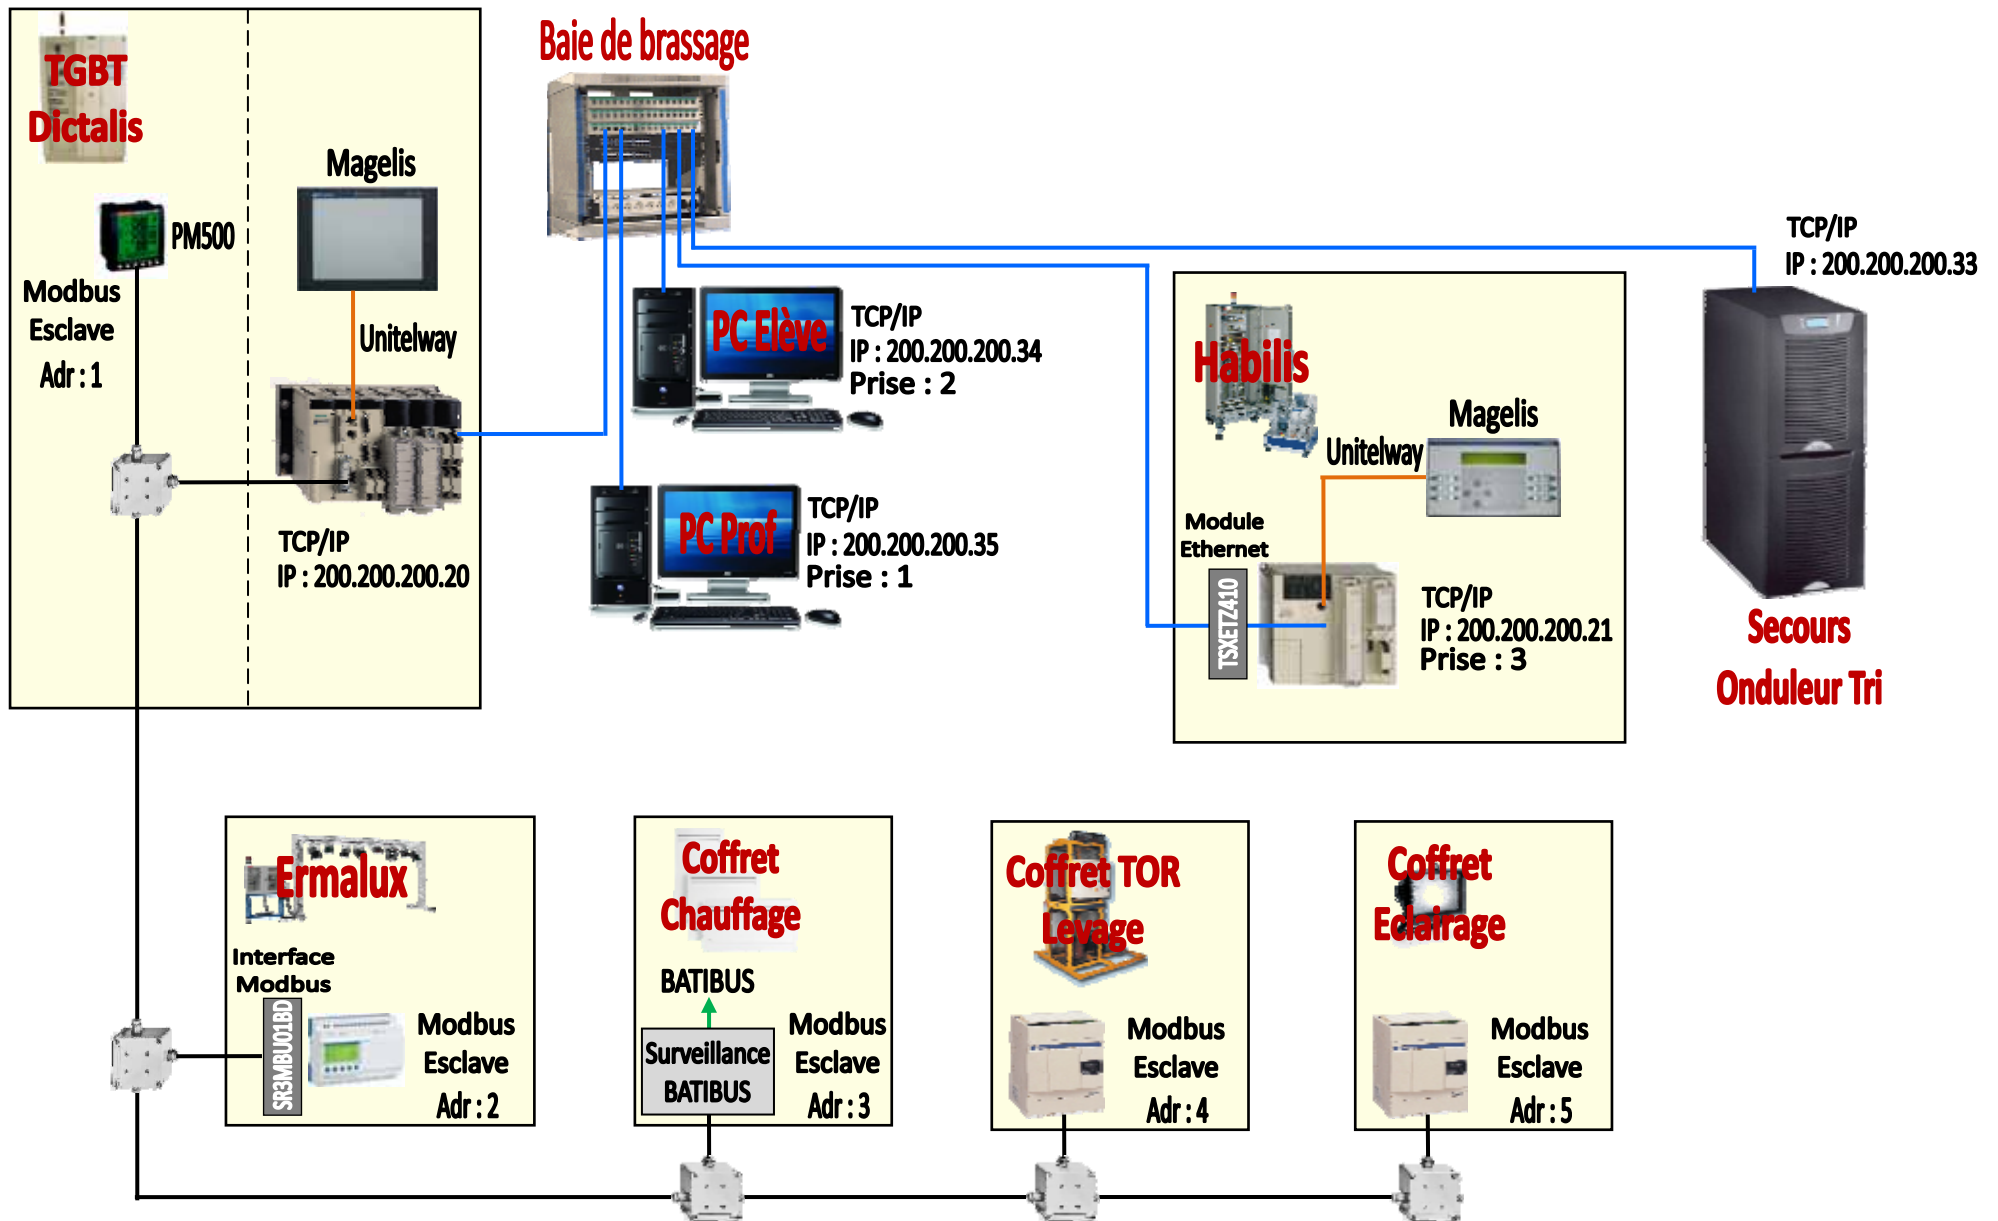 TGBT
Dictalis
PM500
Modbus
Esclave
Adr : 1
Magelis
Unitelway
TCP/IP
IP : 200.200.200.20
Baie de brassage
PC Elève
TCP/IP
IP : 200.200.200.34
Prise : 2
PC Prof
TCP/IP
IP : 200.200.200.35
Prise : 1
Habilis
Magelis
Unitelway
Module
Ethernet
TSXETZ410
TCP/IP
IP : 200.200.200.21
Prise : 3
TCP/IP
IP : 200.200.200.33
Secours
Onduleur Tri
Ermalux
Interface
Modbus
SR3MBU01BD
Modbus
Esclave
Adr : 2
Coffret
Chauffage
BATIBUS
Surveillance
BATIBUS
Modbus
Esclave
Adr : 3
Coffret TOR
Levage
Modbus
Esclave
Adr : 4
Coffret
Eclairage
Modbus
Esclave
Adr : 5